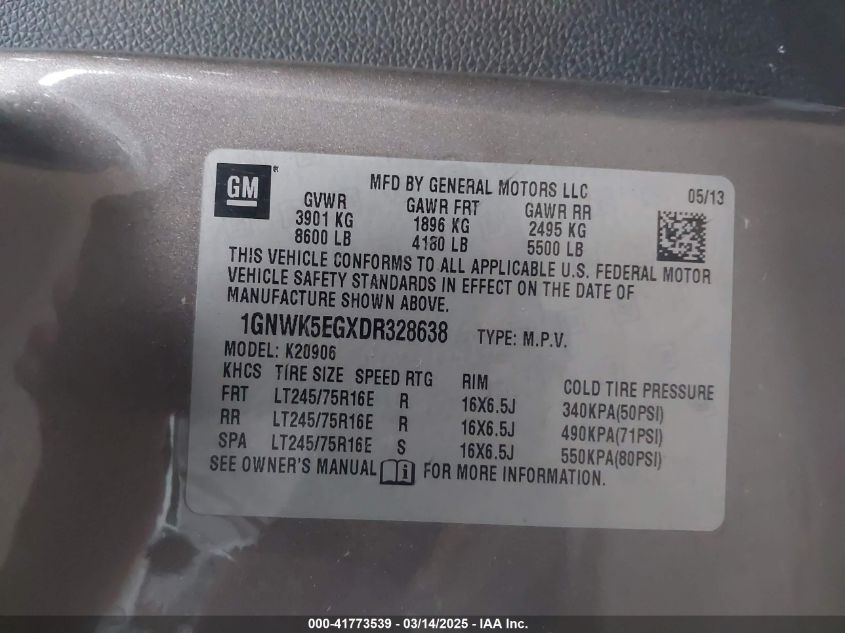 GM
MFD BY GENERAL MOTORS LLC 05/13
GVWR GAWR FRT GAWR RR
3901 KG 1896 KG 2495 KG
8600 LB 4180 LB 5500 LB
THIS VEHICLE CONFORMS TO ALL APPLICABLE U.S. FEDERAL MOTOR
VEHICLE SAFETY STANDARDS IN EFFECT ON THE DATE OF
MANUFACTURE SHOWN ABOVE.
1GNWK5EGXDR328638 TYPE: M.P.V.
MODEL: K20906
KHCS TIRE SIZE SPEED RTG RIM COLD TIRE PRESSURE
FRT LT245/75R16E R 16X6.5J 340KPA(50PSI)
RR LT245/75R16E R 16X6.5J 490KPA(71PSI)
SPA LT245/75R16E S 16X6.5J 550KPA(80PSI)
SEE OWNER'S MANUAL FOR MORE INFORMATION.
000-41773539 - 03/14/2025 - IAA Inc.